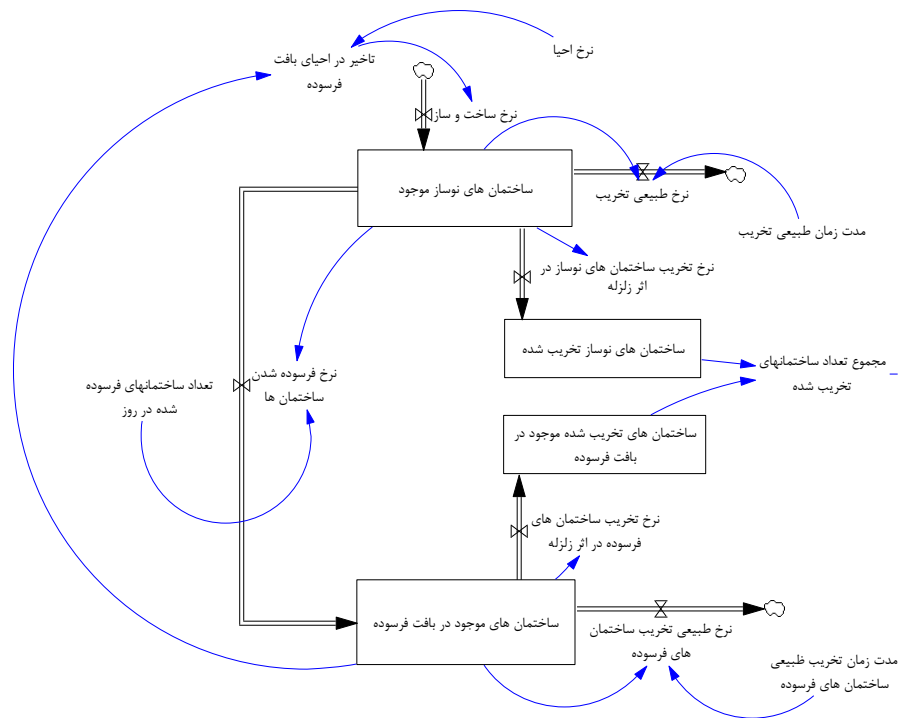 نرخ احیا
تاخیر در احیای بافت
فرسوده
نرخ ساخت و ساز
ساختمان های نوساز موجود
نرخ طبیعی تخریب
مدت زمان طبیعی تخریب
نرخ تخریب ساختمان های نوساز در
اثر زلزله
ساختمان های نوساز تخریب شده
مجموع تعداد ساختمانهای
تخریب شده
نرخ فرسوده شدن
ساختمان ها
تعداد ساختمانهای فرسوده
شده در روز
ساختمان های تخریب شده موجود در
بافت فرسوده
نرخ تخریب ساختمان های
فرسوده در اثر زلزله
ساختمان های موجود در بافت فرسوده
نرخ طبیعی تخریب ساختمان
های فرسوده
مدت زمان تخریب ظبیعی
ساختمان های فرسوده